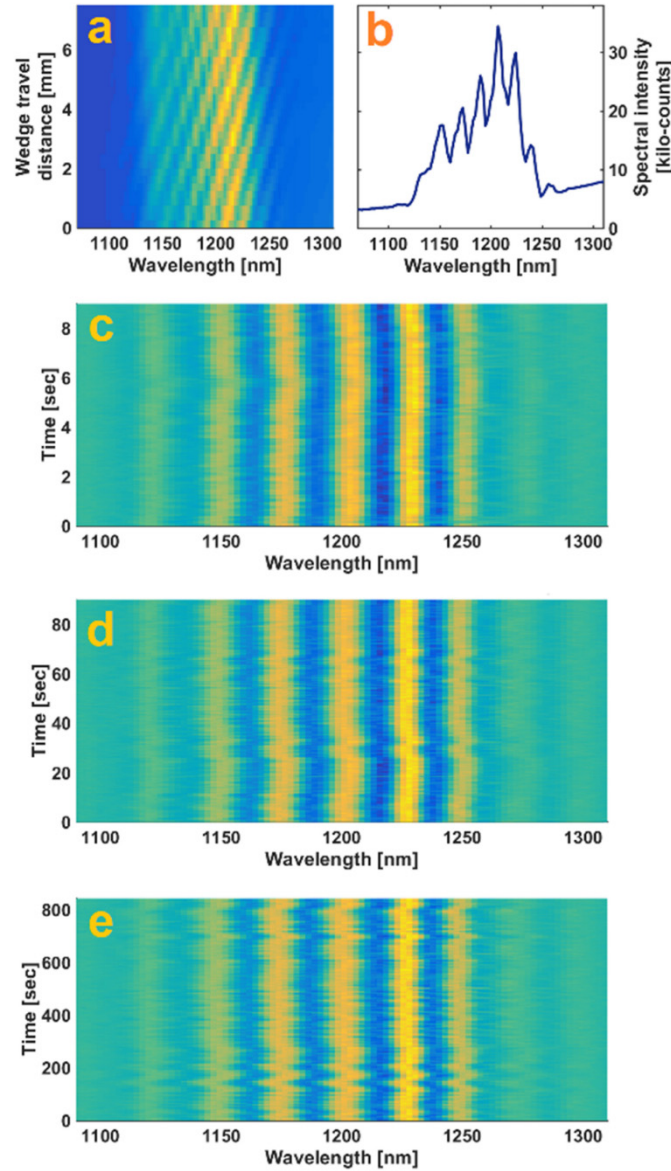 a
Wedge travel
distance [mm]
6
4
2
0
1100 1150 1200 1250 1300
Wavelength [nm]
b
Spectral intensity
[kilo-counts]
30
20
10
0
1100 1150 1200 1250 1300
Wavelength [nm]
c
Time [sec]
8
6
4
2
0
1100 1150 1200 1250 1300
Wavelength [nm]
d
Time [sec]
80
60
40
20
0
1100 1150 1200 1250 1300
Wavelength [nm]
e
Time [sec]
800
600
400
200
0
1100 1150 1200 1250 1300
Wavelength [nm]